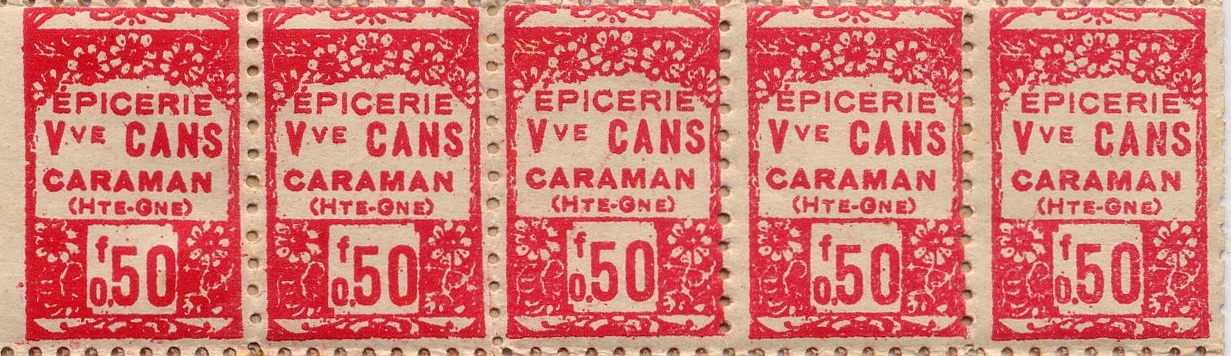 ÉPICERIE
Vve CANS
CARAMAN
(HTE-GNE)
f
0,50
ÉPICERIE
Vve CANS
CARAMAN
(HTE-GNE)
f
0,50
ÉPICERIE
Vve CANS
CARAMAN
(HTE-GNE)
f
0,50
ÉPICERIE
Vve CANS
CARAMAN
(HTE-GNE)
f
0,50
ÉPICERIE
Vve CANS
CARAMAN
(HTE-GNE)
f
0,50